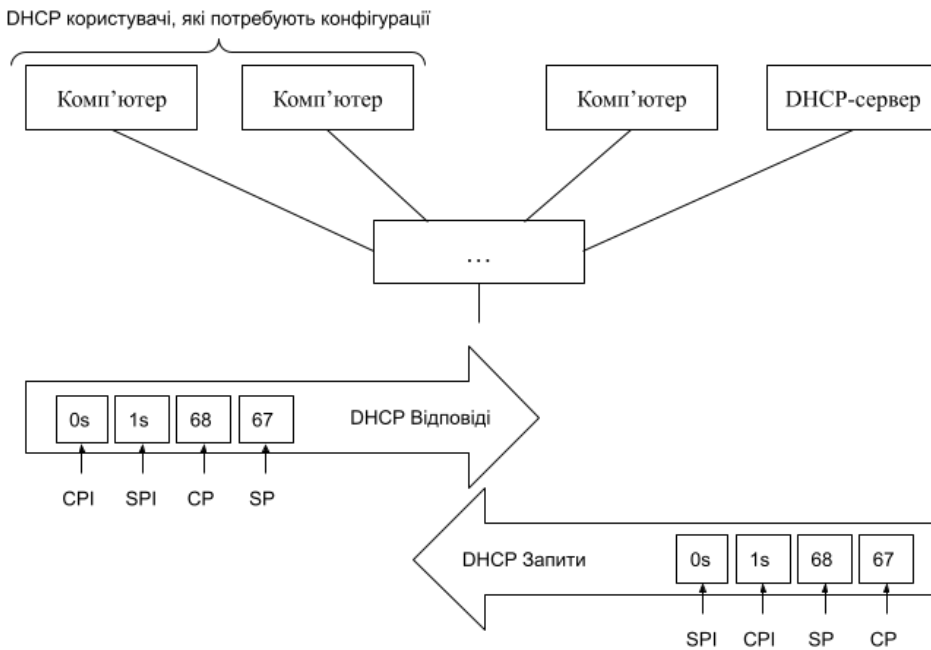 DHCP користувачі, які потребують конфігурації
Комп’ютер Комп’ютер Комп’ютер DHCP-сервер
...
0s 1s 68 67 DHCP Відповіді
CPI SPI CP SP
DHCP Запити 0s 1s 68 67
SPI CPI SP CP